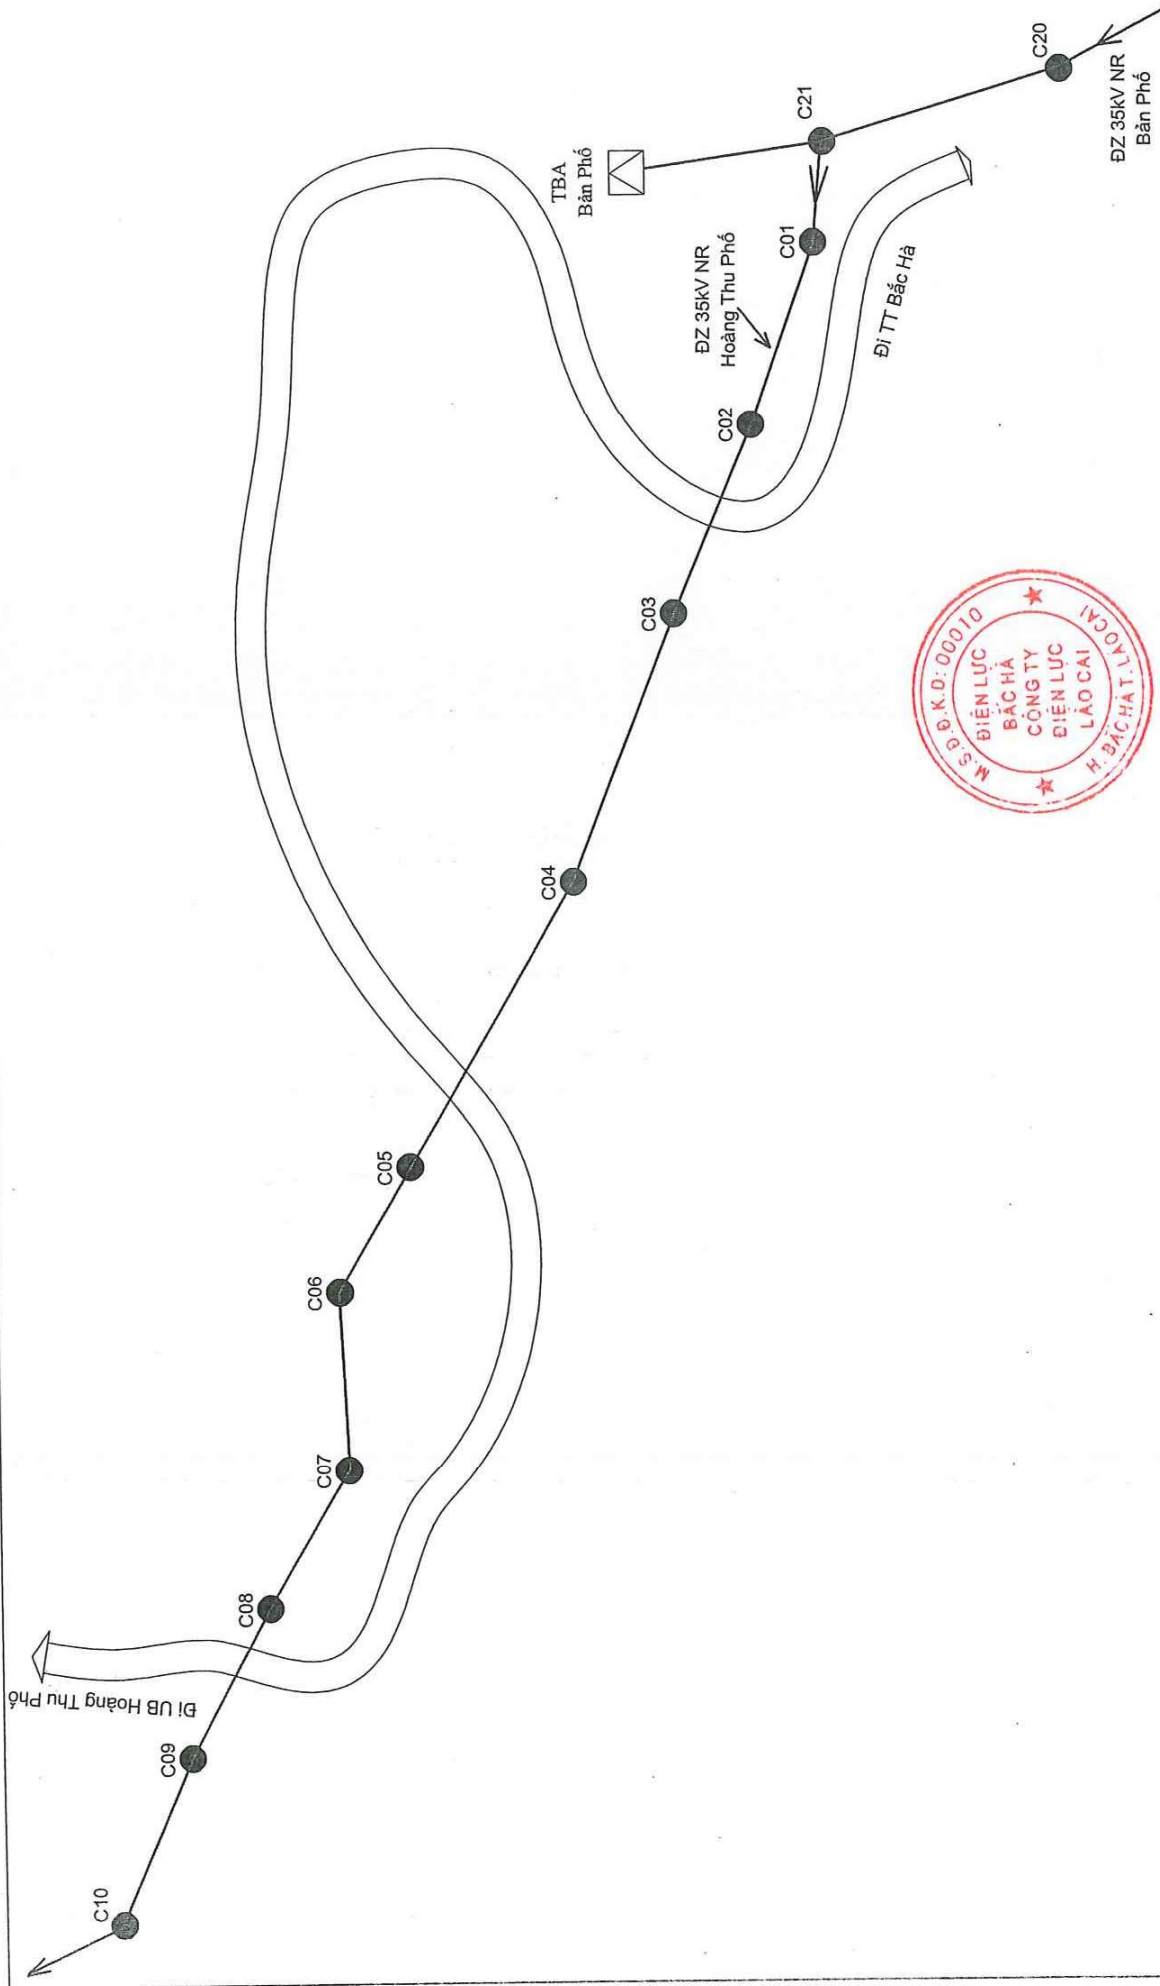 C20
ĐZ 35kV NR
Bản Phố
C21
TBA
Bản Phố
C01
ĐZ 35kV NR
Hoàng Thu Phố
Đi TT Bắc Hà
C02
C03
C04
C05
C06
C07
C08
Đi UB Hoàng Thu Phố
C09
C10
M.S.Đ.Đ.K.D: 00010
ĐIỆN LỰC
BẮC HÀ
CÔNG TY
ĐIỆN LỰC
LÀO CAI
H. BẮC HÀ T. LÀO CAI